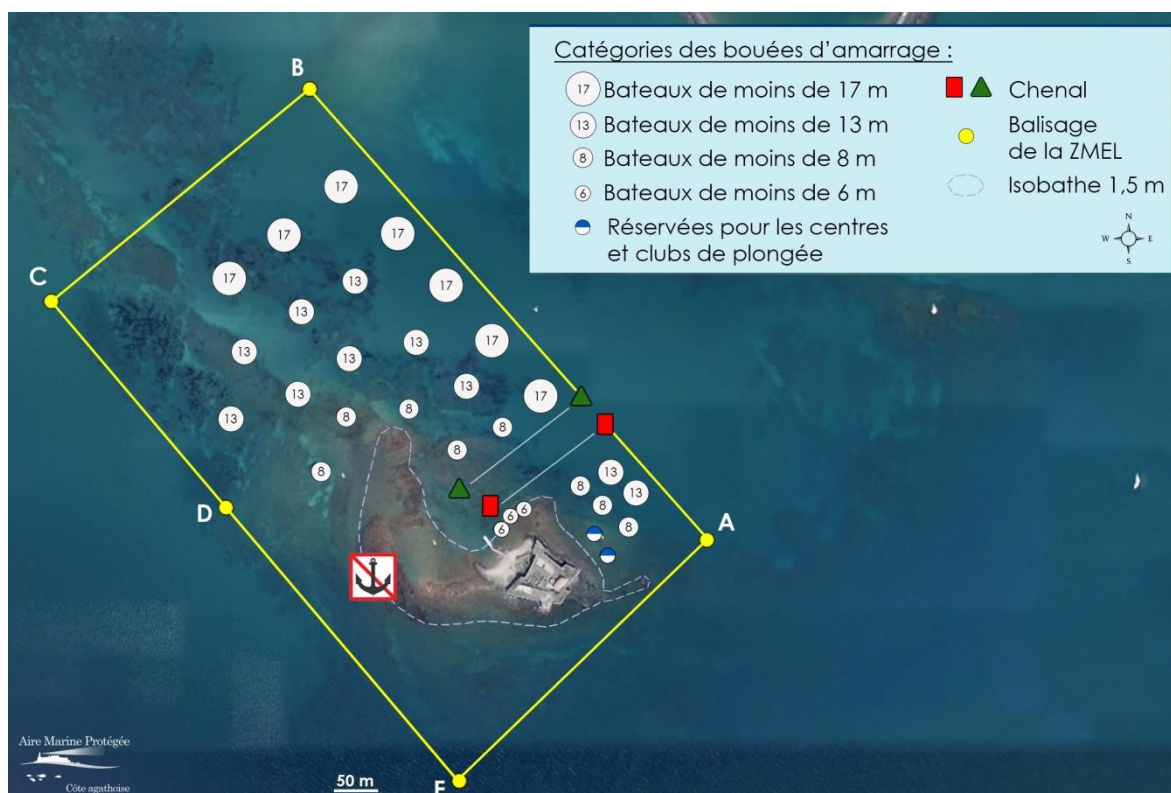 Catégories des bouées d'amarrage :
17 Bateaux de moins de 17 m
13 Bateaux de moins de 13 m
8 Bateaux de moins de 8 m
6 Bateaux de moins de 6 m
Réservées pour les centres
et clubs de plongée
Chenal
Balisage
de la ZMEL
Isobathe 1,5 m
N
W E
S
B
17
17 17
17 13 17
C
13
13 17
13 13
13
13 17
8
13 8
8
8
8 13
8 13
8
D
6
6
6 8
A
E
50 m
Aire Marine Protégée
Côte agathoise